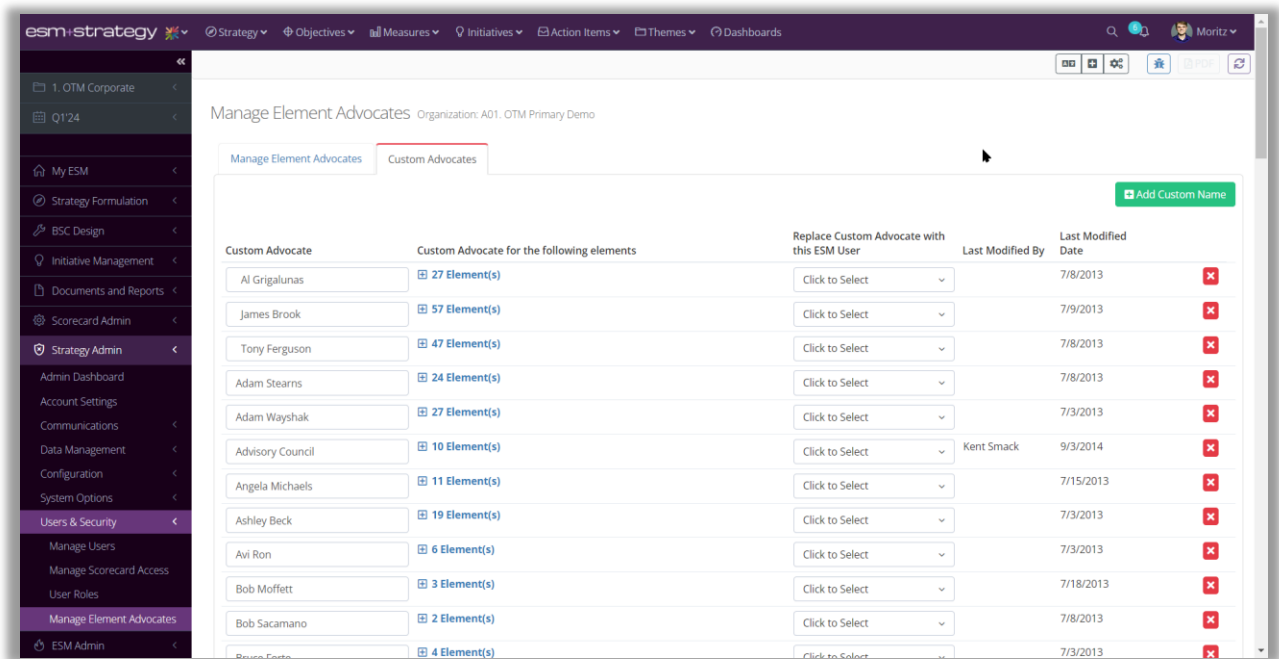 esm+strategy Strategy Objectives Measures Initiatives Action Items Themes Dashboards 6 Moritz
PDF
1. OTM Corporate
Q1'24
My ESM
Strategy Formulation
BSC Design
Initiative Management
Documents and Reports
Scorecard Admin
Strategy Admin
Admin Dashboard
Account Settings
Communications
Data Management
Configuration
System Options
Users & Security
Manage Users
Manage Scorecard Access
User Roles
Manage Element Advocates
ESM Admin
Manage Element Advocates Organization: A01. OTM Primary Demo
Manage Element Advocates Custom Advocates
Add Custom Name
Custom Advocate Custom Advocate for the following elements Replace Custom Advocate with this ESM User Last Modified By Last Modified Date
Al Grigalunas 27 Element(s) Click to Select 7/8/2013
James Brook 57 Element(s) Click to Select 7/9/2013
Tony Ferguson 47 Element(s) Click to Select 7/8/2013
Adam Stearns 24 Element(s) Click to Select 7/8/2013
Adam Wayshak 27 Element(s) Click to Select 7/3/2013
Advisory Council 10 Element(s) Click to Select Kent Smack 9/3/2014
Angela Michaels 11 Element(s) Click to Select 7/15/2013
Ashley Beck 19 Element(s) Click to Select 7/3/2013
Avi Ron 6 Element(s) Click to Select 7/3/2013
Bob Moffett 3 Element(s) Click to Select 7/18/2013
Bob Sacamano 2 Element(s) Click to Select 7/8/2013
Bruce Forte 4 Element(s) Click to Select 7/3/2013